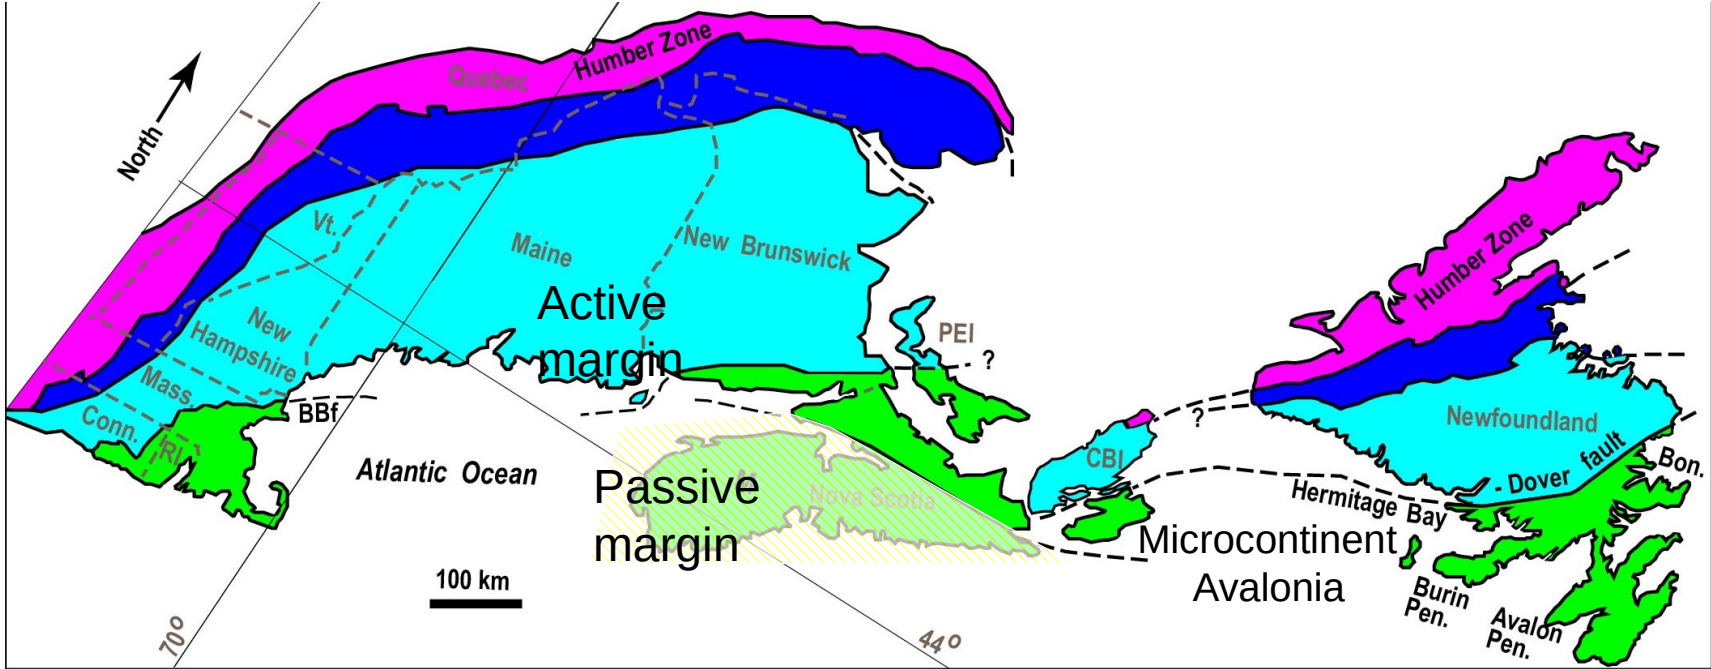 Quebec
Humber Zone
North
Vt.
Maine
New Brunswick
Active
margin
New
Hampshire
Mass.
Conn.
RI
BBf
PEI
?
Atlantic Ocean
Passive
margin
Nova Scotia
100 km
70°
44°
Humber Zone
?
CBI
Newfoundland
Dover fault
Hermitage Bay
Bon.
Microcontinent
Avalonia
Burin
Pen.
Avalon
Pen.